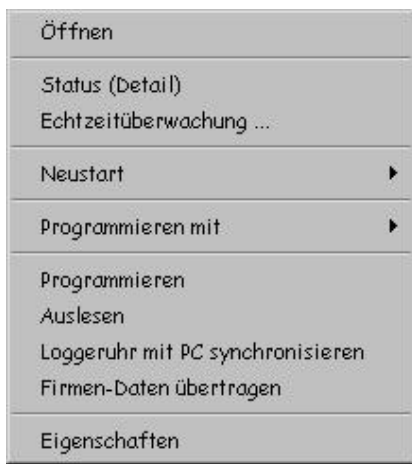 Öffnen
Status (Detail)
Echtzeitüberwachung ...
Neustart
Programmieren mit
Programmieren
Auslesen
Loggeruhr mit PC synchronisieren
Firmen-Daten übertragen
Eigenschaften